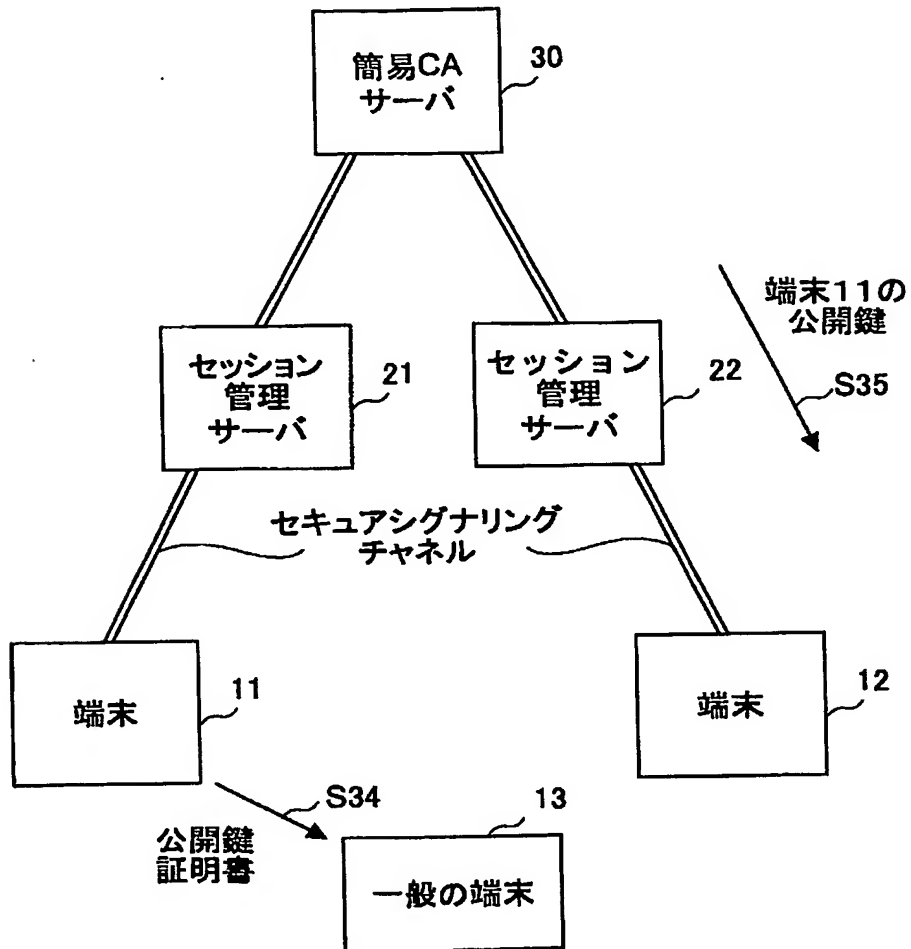 簡易CA
サーバ
30
端末11の
公開鍵
S35
セッション
管理
サーバ
21
セッション
管理
サーバ
22
セキュアシグナリング
チャネル
端末
11
端末
12
S34
公開鍵
証明書
13
一般の端末